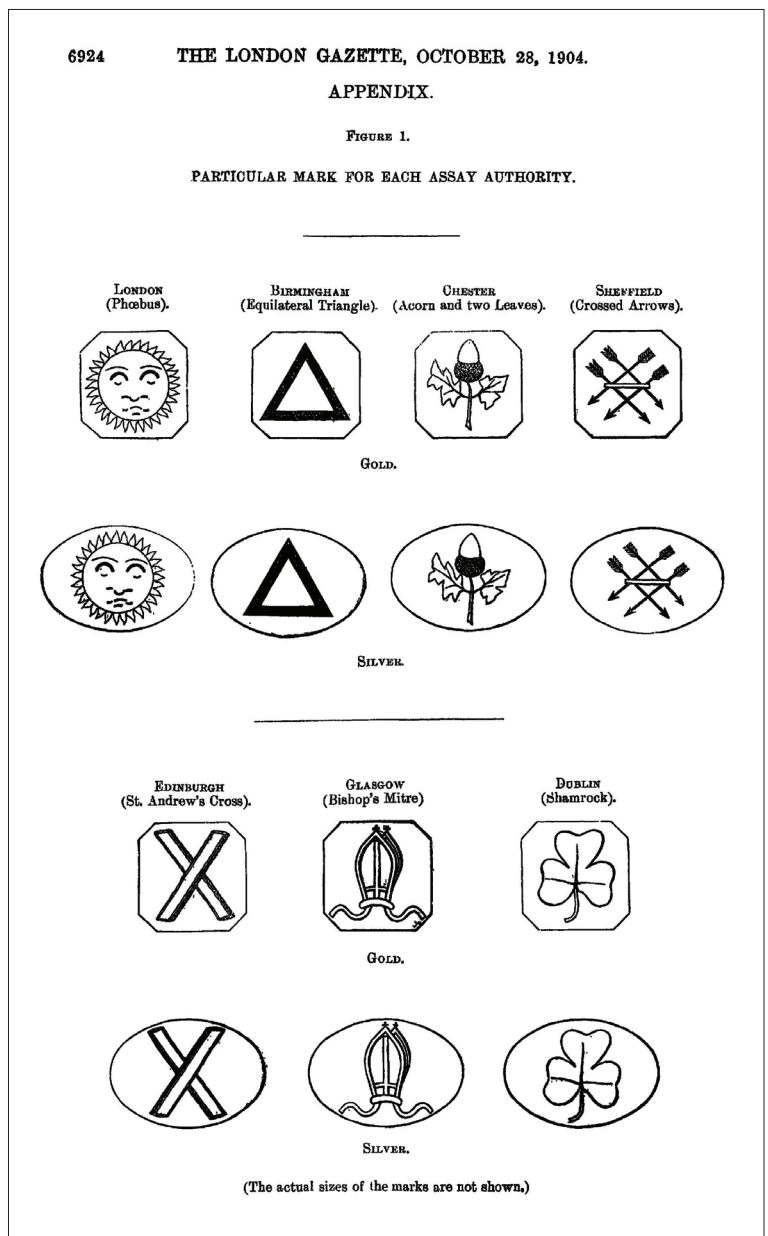 6924 THE LONDON GAZETTE, OCTOBER 28, 1904.
APPENDIX.
FIGURE 1.
PARTICULAR MARK FOR EACH ASSAY AUTHORITY.
LONDON
(Phœbus).
BIRMINGHAM
(Equilateral Triangle).
CHESTER
(Acorn and two Leaves).
SHEFFIELD
(Crossed Arrows).
GOLD.
SILVER.
EDINBURGH
(St. Andrew's Cross).
GLASGOW
(Bishop's Mitre)
DUBLIN
(Shamrock).
GOLD.
SILVER.
(The actual sizes of the marks are not shown.)